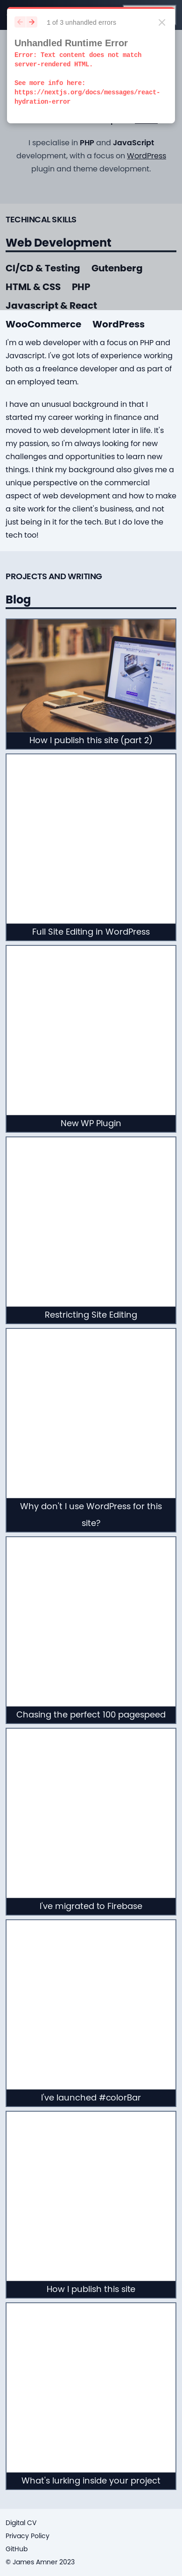 1 of 3 unhandled errors
Unhandled Runtime Error
Error: Text content does not match
server-rendered HTML.
See more info here:
https://nextjs.org/docs/messages/react-
hydration-error
I specialise in PHP and JavaScript
development, with a focus on WordPress
plugin and theme development.
TECHINCAL SKILLS
Web Development
CI/CD & Testing Gutenberg
HTML & CSS PHP
Javascript & React
WooCommerce WordPress
I'm a web developer with a focus on PHP and
Javascript. I've got lots of experience working
both as a freelance developer and as part of
an employed team.
I have an unusual background in that I
started my career working in finance and
moved to web development later in life. It's
my passion, so I'm always looking for new
challenges and opportunities to learn new
things. I think my background also gives me a
unique perspective on the commercial
aspect of web development and how to make
a site work for the client's business, and not
just being in it for the tech. But I do love the
tech too!
PROJECTS AND WRITING
Blog
How I publish this site (part 2)
Full Site Editing in WordPress
New WP Plugin
Restricting Site Editing
Why don't I use WordPress for this
site?
Chasing the perfect 100 pagespeed
I've migrated to Firebase
I've launched #colorBar
How I publish this site
What's lurking inside your project
Digital CV
Privacy Policy
GitHub
© James Amner 2023